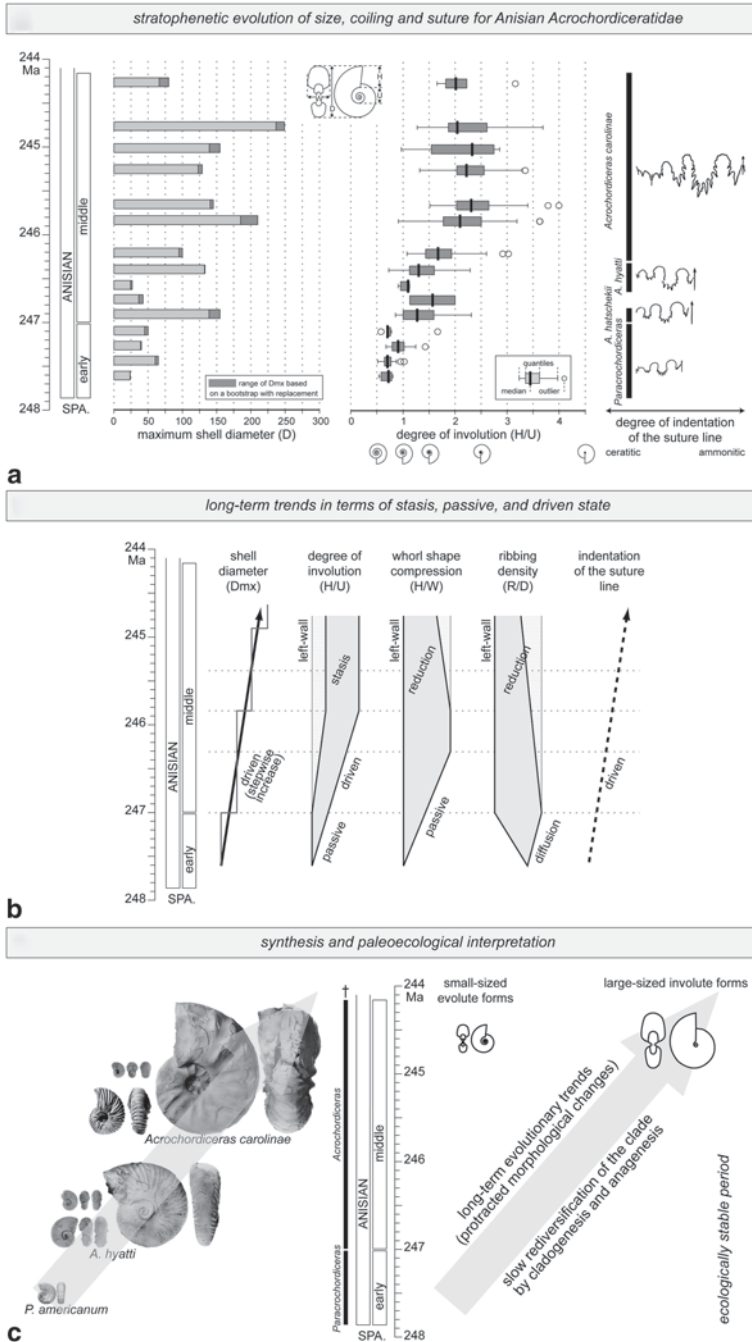 stratophenetic evolution of size, coiling and suture for Anisian Acrochordiceratidae
244
Ma
245
246
247
248
ANISIAN
middle
early
SPA.
0 50 100 150 200 250 300
maximum shell diameter (D)
range of Dmx based
on a bootstrap with replacement
0 1 2 3 4
degree of involution (H/U)
quantiles
median
outlier
Acrochordiceras carolinae
A. hyatti
A. hatschekii
Paracrochordiceras
degree of indentation
of the suture line
ceratitic
ammonitic
a
long-term trends in terms of stasis, passive, and driven state
244
Ma
245
246
247
248
ANISIAN
middle
early
SPA.
shell
diameter
(Dmx)
driven
(stepwise
increase)
degree of
involution
(H/U)
left-wall
stasis
driven
passive
whorl shape
compression
(H/W)
left-wall
reduction
passive
ribbing
density
(R/D)
left-wall
reduction
diffusion
indentation
of the suture
line
driven
b
synthesis and paleoecological interpretation
Acrochordiceras carolinae
A. hyatti
P. americanum
†
Acrochordiceras
Paracrochordiceras
ANISIAN
middle
early
SPA.
244
Ma
245
246
247
248
small-sized
evolute forms
large-sized involute forms
long-term evolutionary trends
(protracted morphological changes)
slow rediversification of the clade
by cladogenesis and anagenesis
ecologically stable period
c